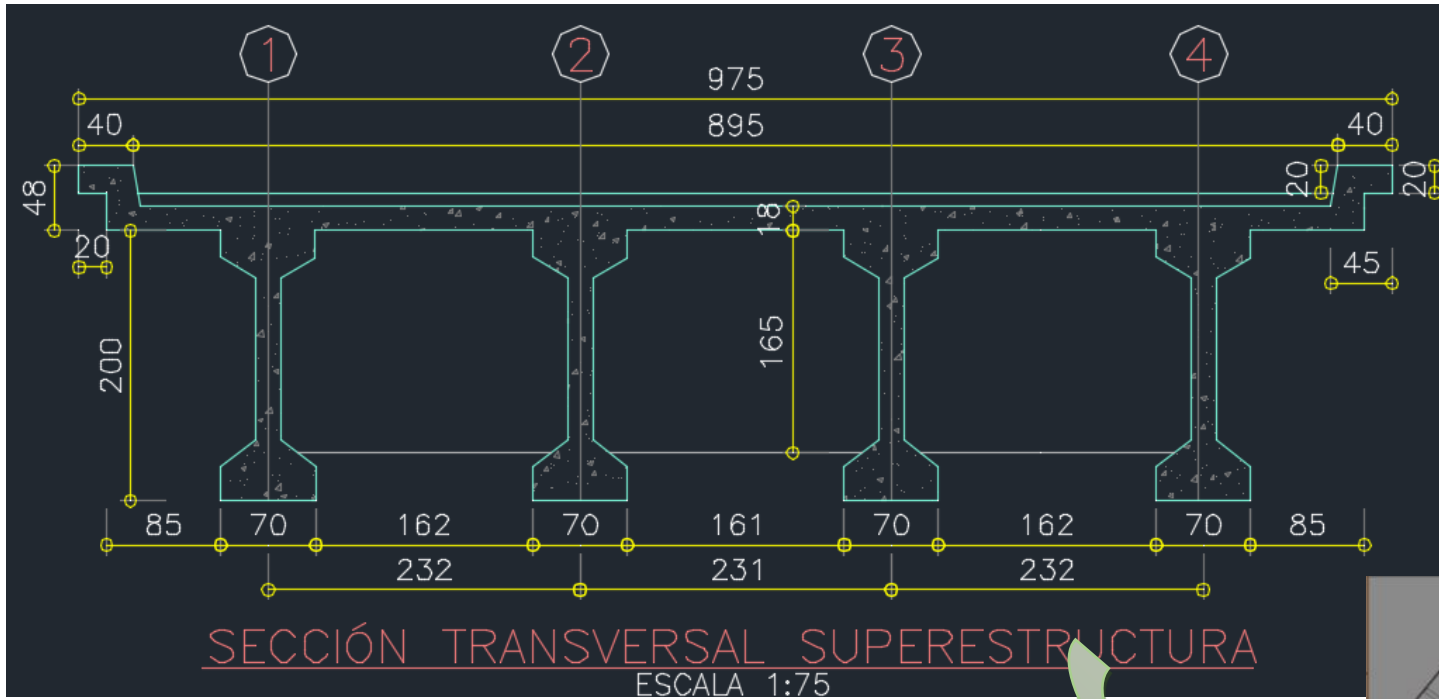 1 2 3 4
975
40 895 40
48 20 20
18
20 45
200 165
85 70 162 70 161 70 162 70 85
232 231 232
SECCIÓN TRANSVERSAL SUPERESTRUCTURA
ESCALA 1:75